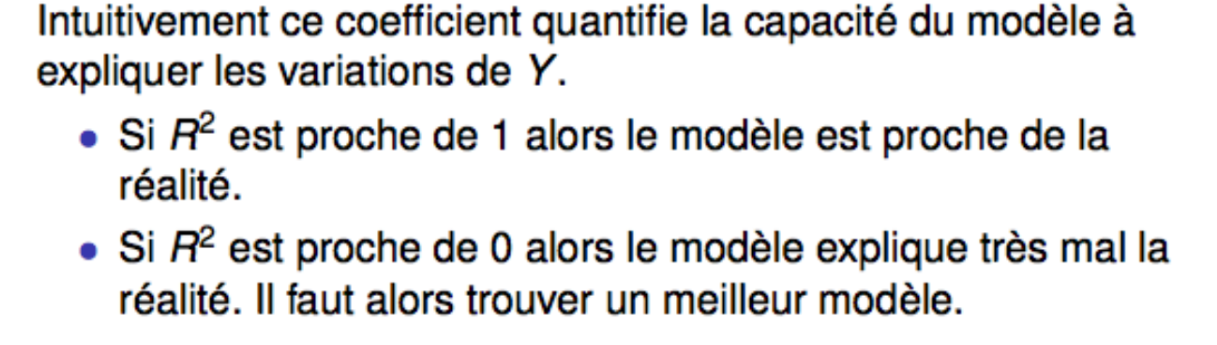 Intuitivement ce coefficient quantifie la capacité du modèle à
expliquer les variations de Y.
• Si R² est proche de 1 alors le modèle est proche de la
réalité.
• Si R² est proche de 0 alors le modèle explique très mal la
réalité. Il faut alors trouver un meilleur modèle.